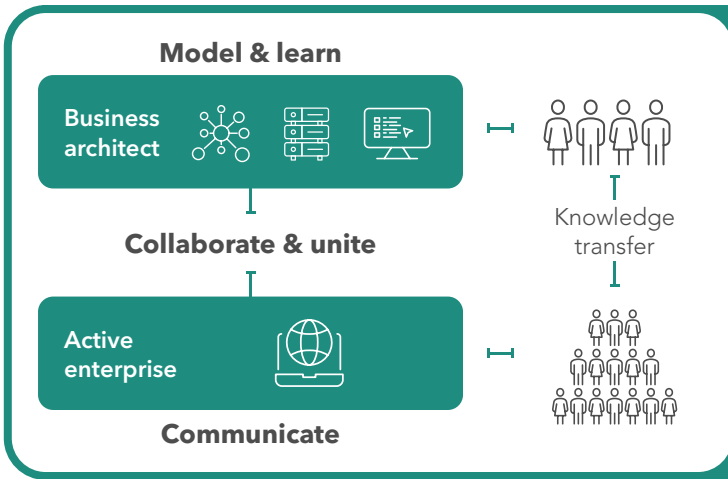 Model & learn
Business
architect
Collaborate & unite
Knowledge
transfer
Active
enterprise
Communicate